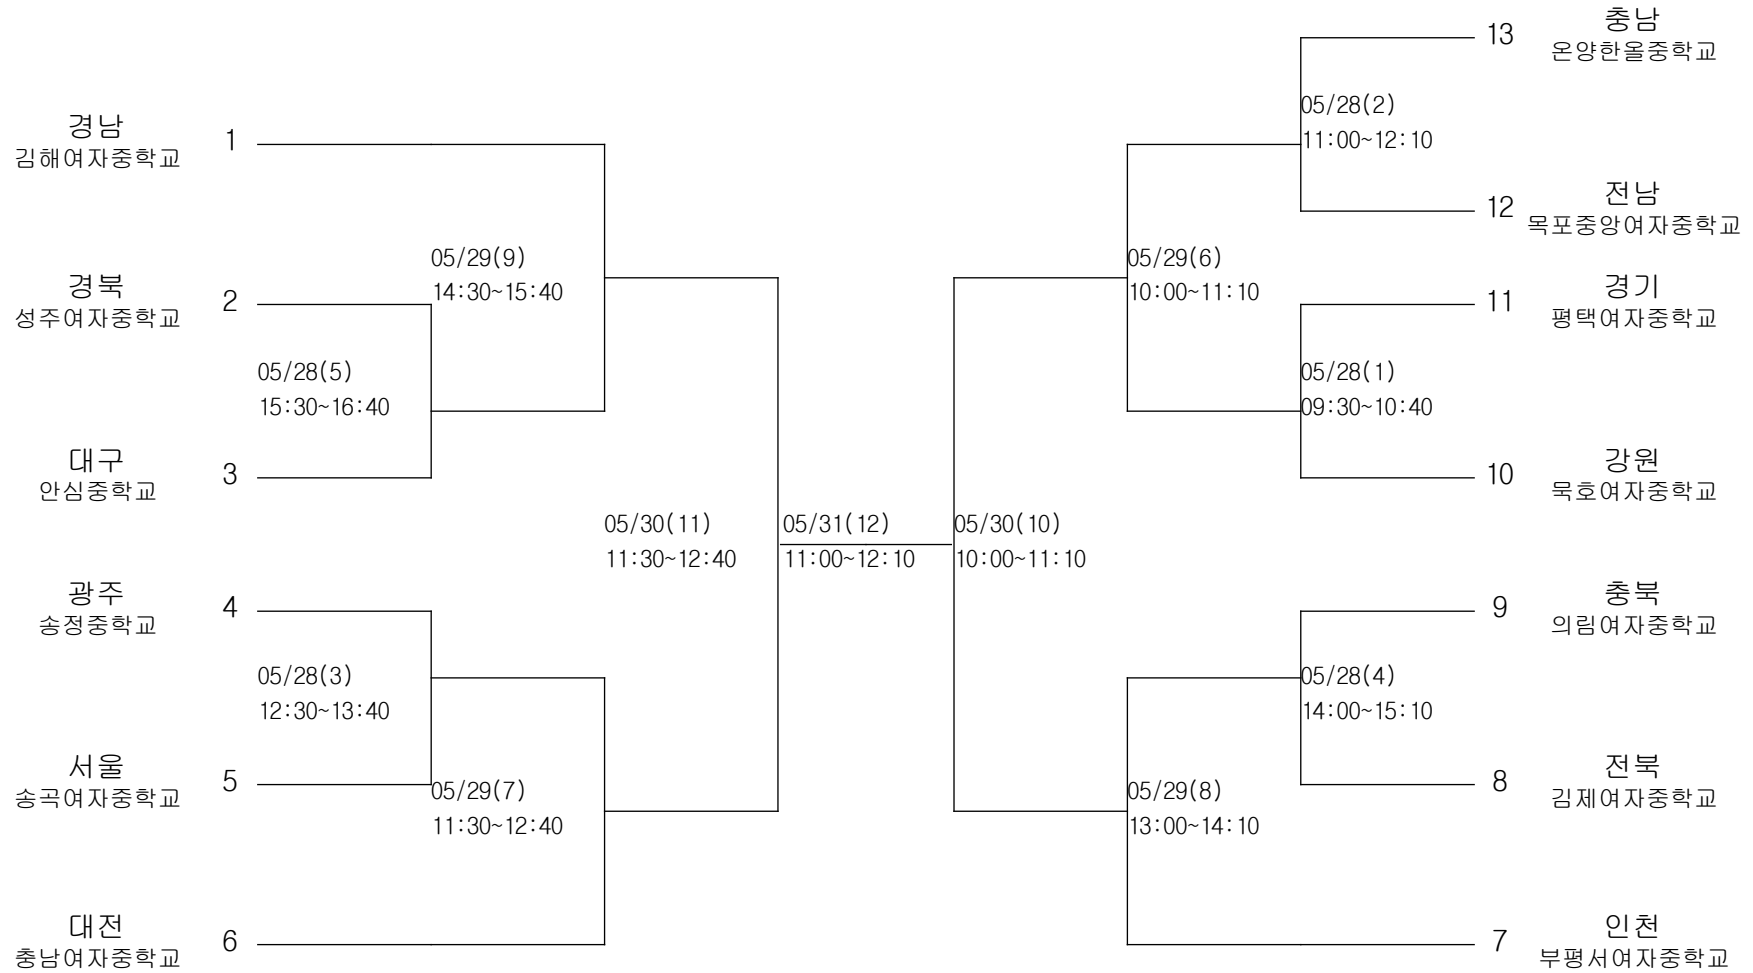 경남
김해여자중학교
1
05/29(9)
14:30~15:40
경북
성주여자중학교
2
05/28(5)
15:30~16:40
대구
안심중학교
3
05/30(11)
11:30~12:40
광주
송정중학교
4
05/28(3)
12:30~13:40
서울
송곡여자중학교
5
05/29(7)
11:30~12:40
대전
충남여자중학교
6
05/31(12)
11:00~12:10
13
충남
온양한올중학교
05/28(2)
11:00~12:10
12
전남
목포중앙여자중학교
05/29(6)
10:00~11:10
11
경기
평택여자중학교
05/28(1)
09:30~10:40
10
강원
묵호여자중학교
05/30(10)
10:00~11:10
9
충북
의림여자중학교
05/28(4)
14:00~15:10
8
전북
김제여자중학교
05/29(8)
13:00~14:10
7
인천
부평서여자중학교